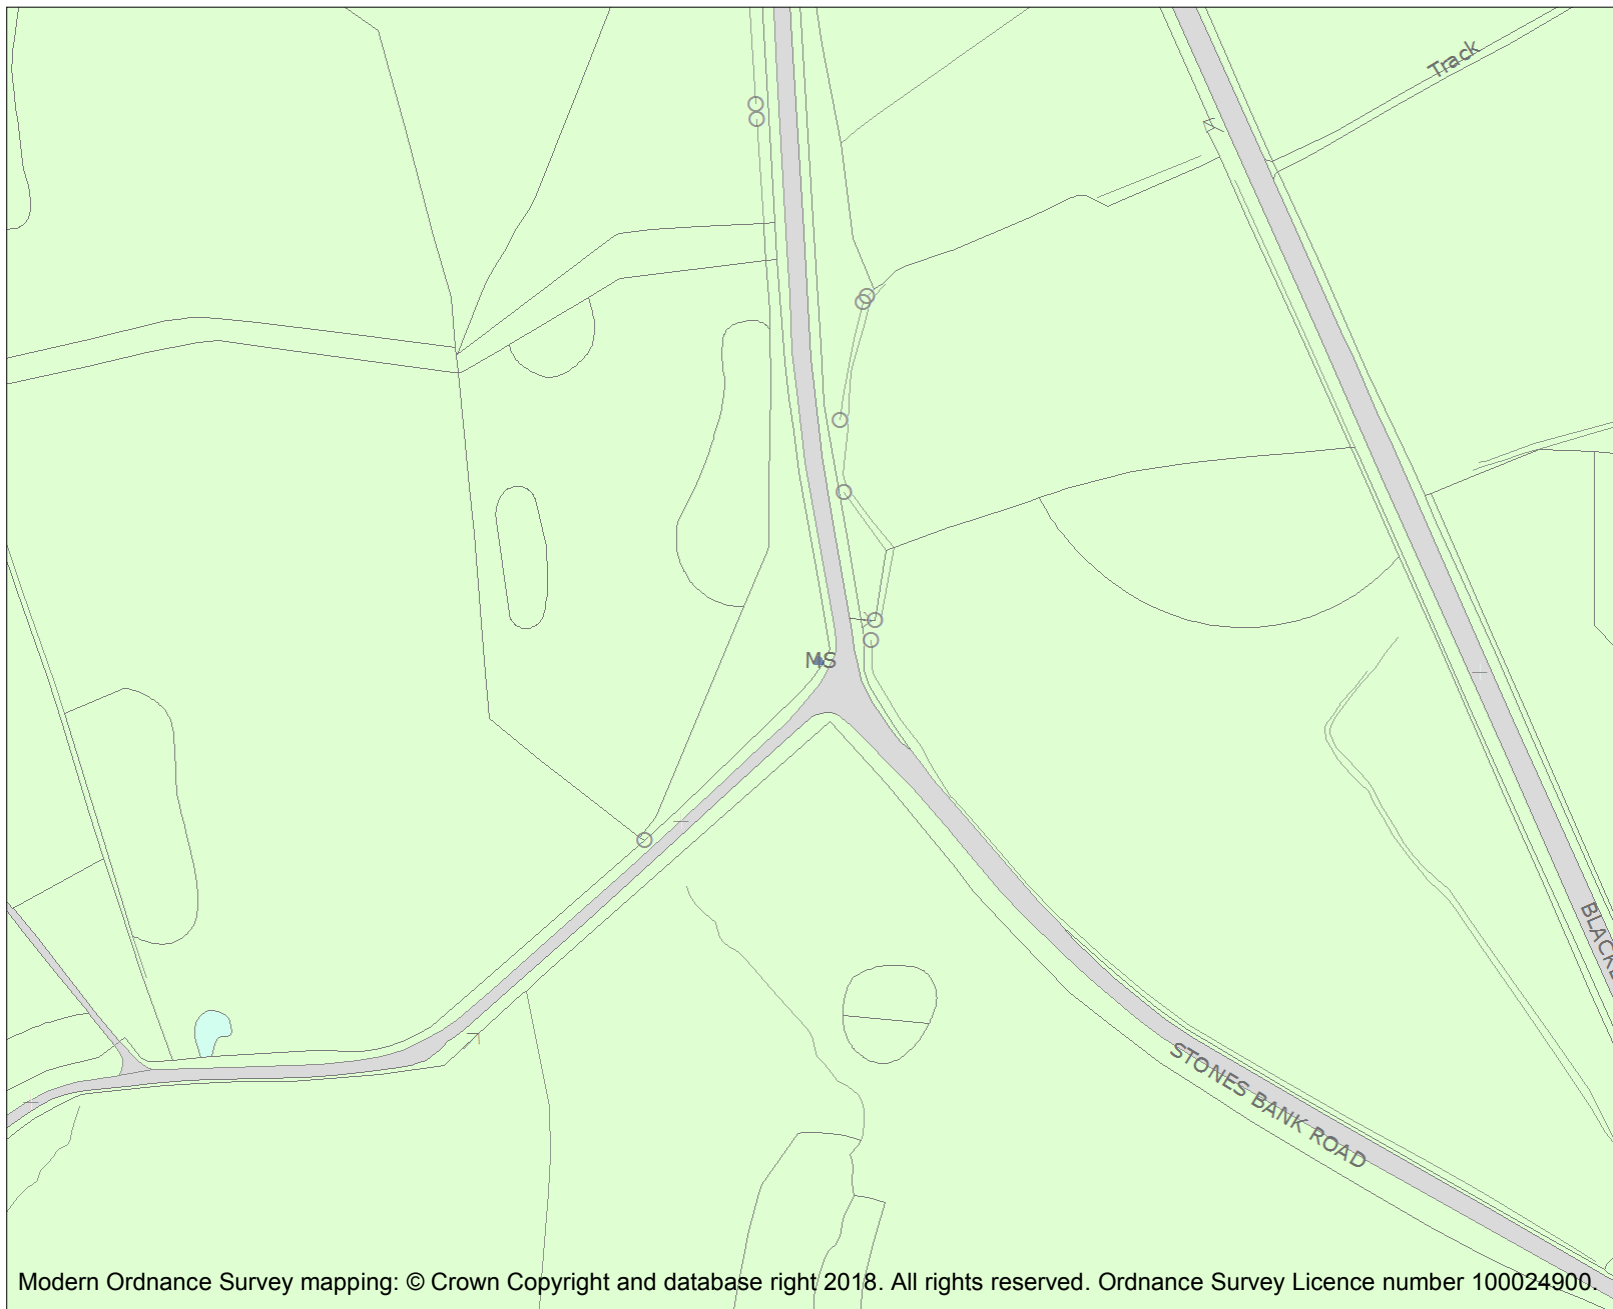 Track
MS
BLACK
STONES BANK ROAD
Modern Ordnance Survey mapping: © Crown Copyright and database right 2018. All rights reserved. Ordnance Survey Licence number 100024900.